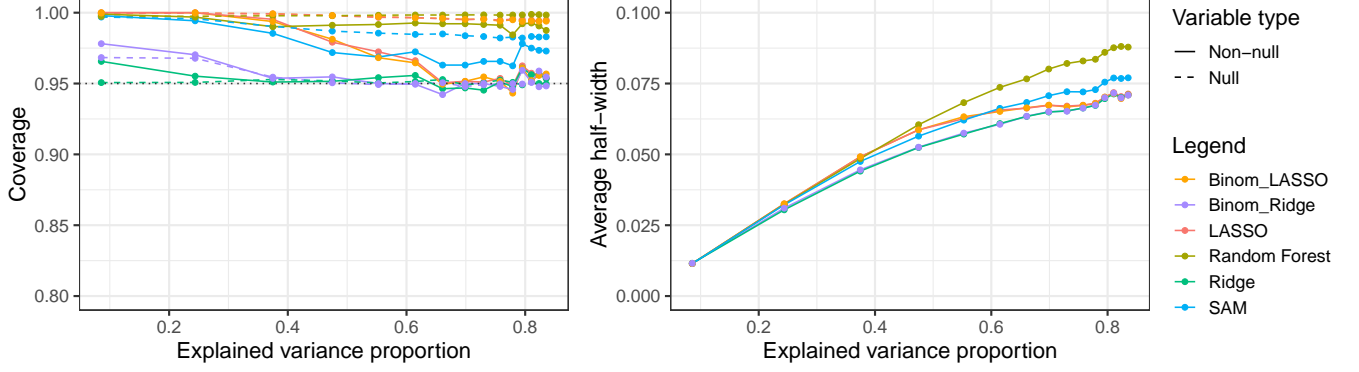 1.00
0.95
0.90
0.85
0.80
Coverage
0.2
0.4
0.6
0.8
Explained variance proportion
0.100
0.075
0.050
0.025
0.000
Average half−width
0.2
0.4
0.6
0.8
Explained variance proportion
Variable type
Non−null
Null
Legend
Binom_LASSO
Binom_Ridge
LASSO
Random Forest
Ridge
SAM